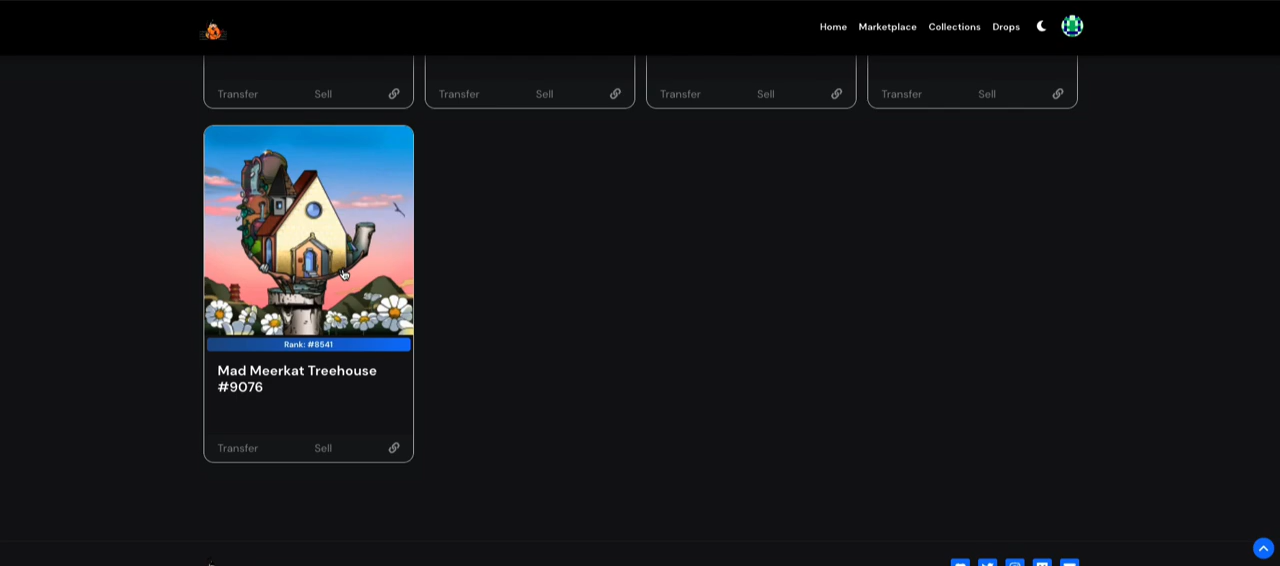 Home Marketplace Collections Drops
Transfer Sell Transfer Sell Transfer Sell Transfer Sell
Rank: #8541
Mad Meerkat Treehouse
#9076
Transfer Sell